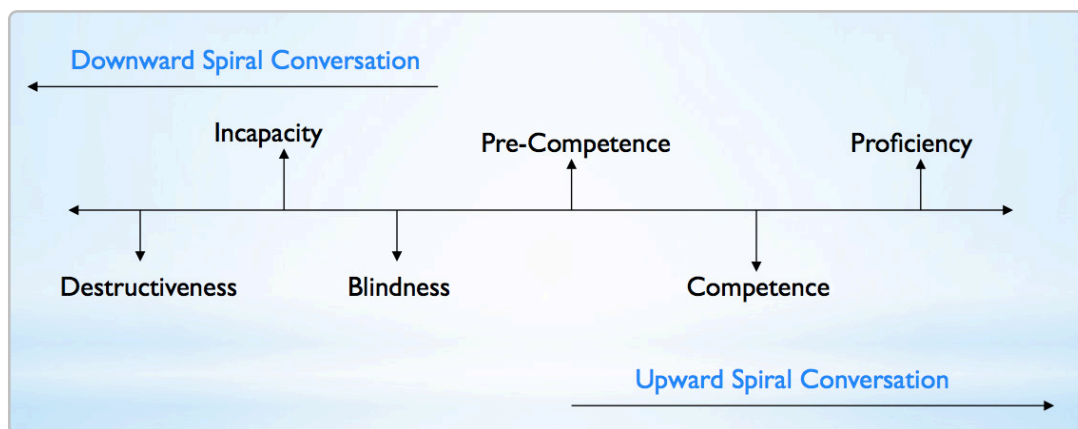 Downward Spiral Conversation
Incapacity
Pre-Competence
Proficiency
Destructiveness
Blindness
Competence
Upward Spiral Conversation